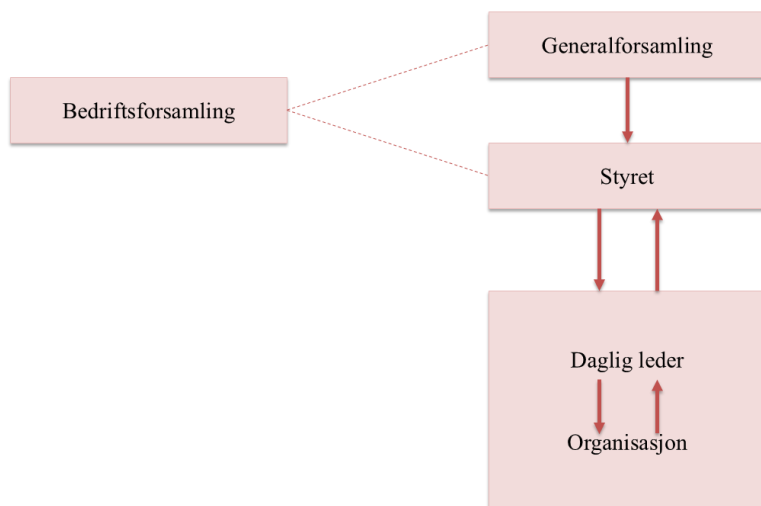 Generalforsamling
Bedriftsforsamling
Styret
Daglig leder
Organisasjon